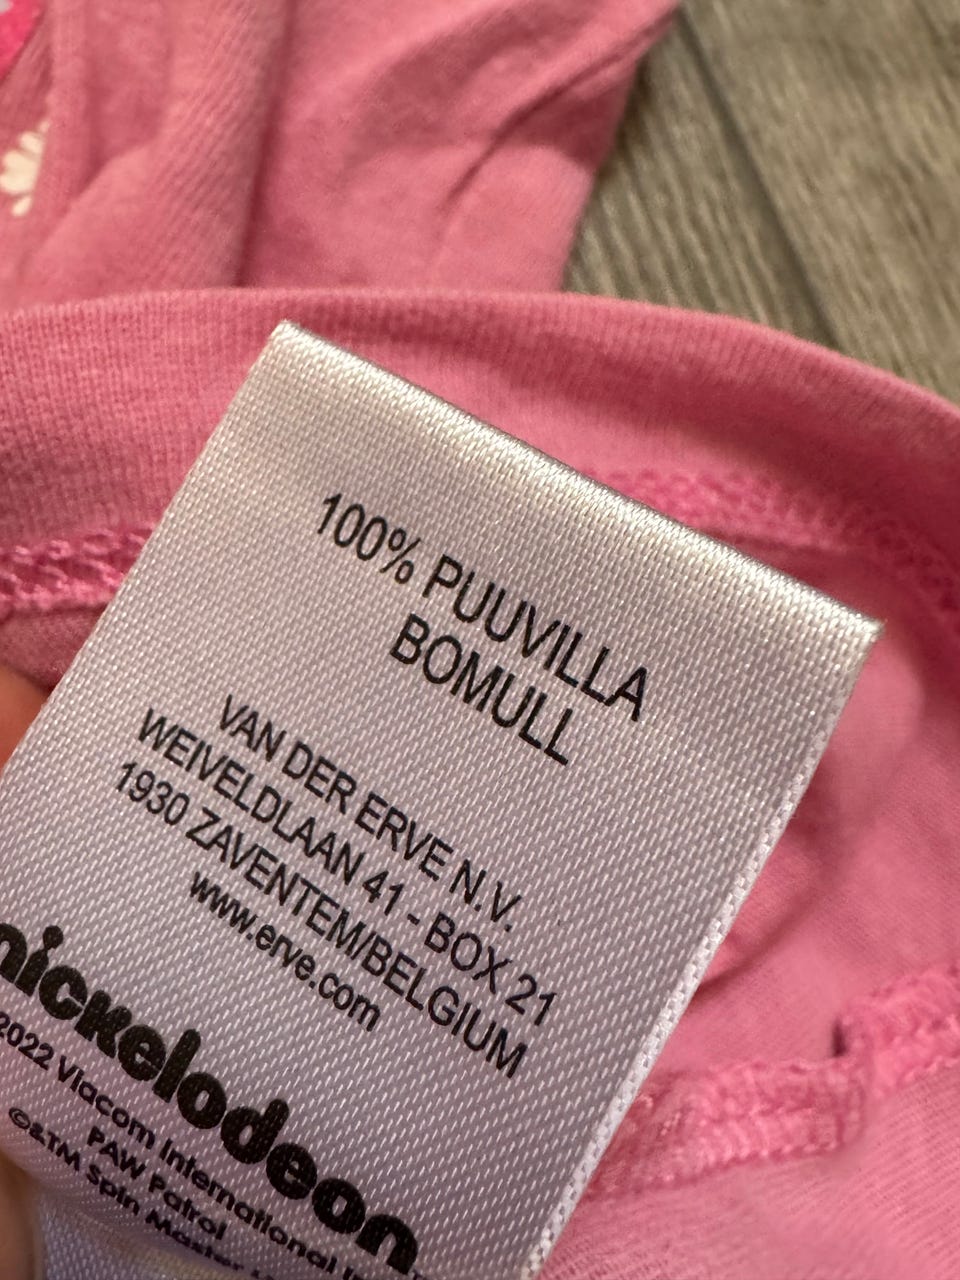 100% PUUVILLA
BOMULL
VAN DER ERVE N.V.
WEIVELDLAAN 41 - BOX 21
1930 ZAVENTEM/BELGIUM
www.erve.com
nickelodeon
2022 Viacom International
PAW Patrol
©&TM Spin Master